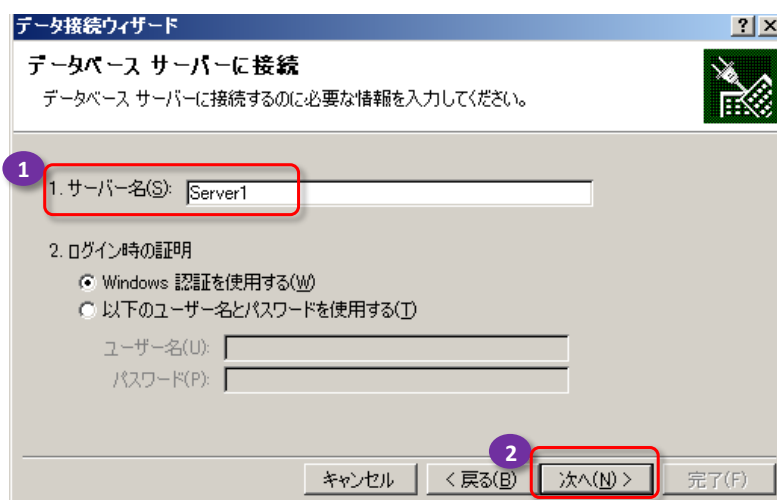 データ接続ウィザード
データベース サーバーに接続
データベース サーバーに接続するのに必要な情報を入力してください。
1
1. サーバー名(S): Server1
2. ログイン時の証明
Windows 認証を使用する(W)
以下のユーザー名とパスワードを使用する(T)
ユーザー名(U):
パスワード(P):
2
キャンセル < 戻る(B) 次へ(N) > 完了(F)